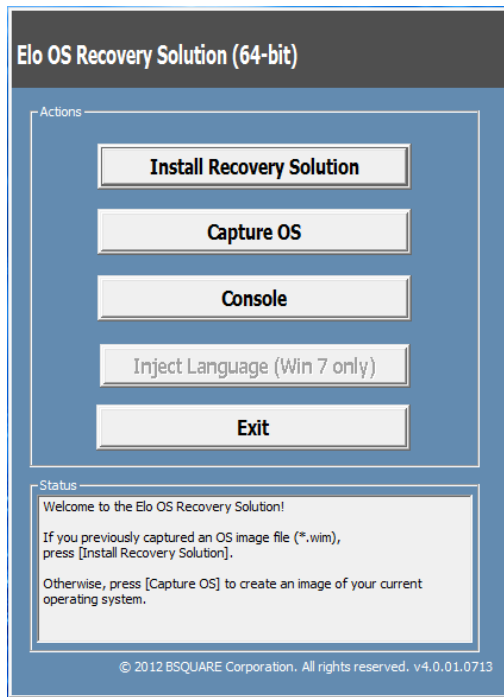 Elo OS Recovery Solution (64-bit)
Actions
Install Recovery Solution
Capture OS
Console
Inject Language (Win 7 only)
Exit
Status
Welcome to the Elo OS Recovery Solution!
If you previously captured an OS image file (*.wim),
press [Install Recovery Solution].
Otherwise, press [Capture OS] to create an image of your current
operating system.
© 2012 BSQUARE Corporation. All rights reserved. v4.0.01.0713